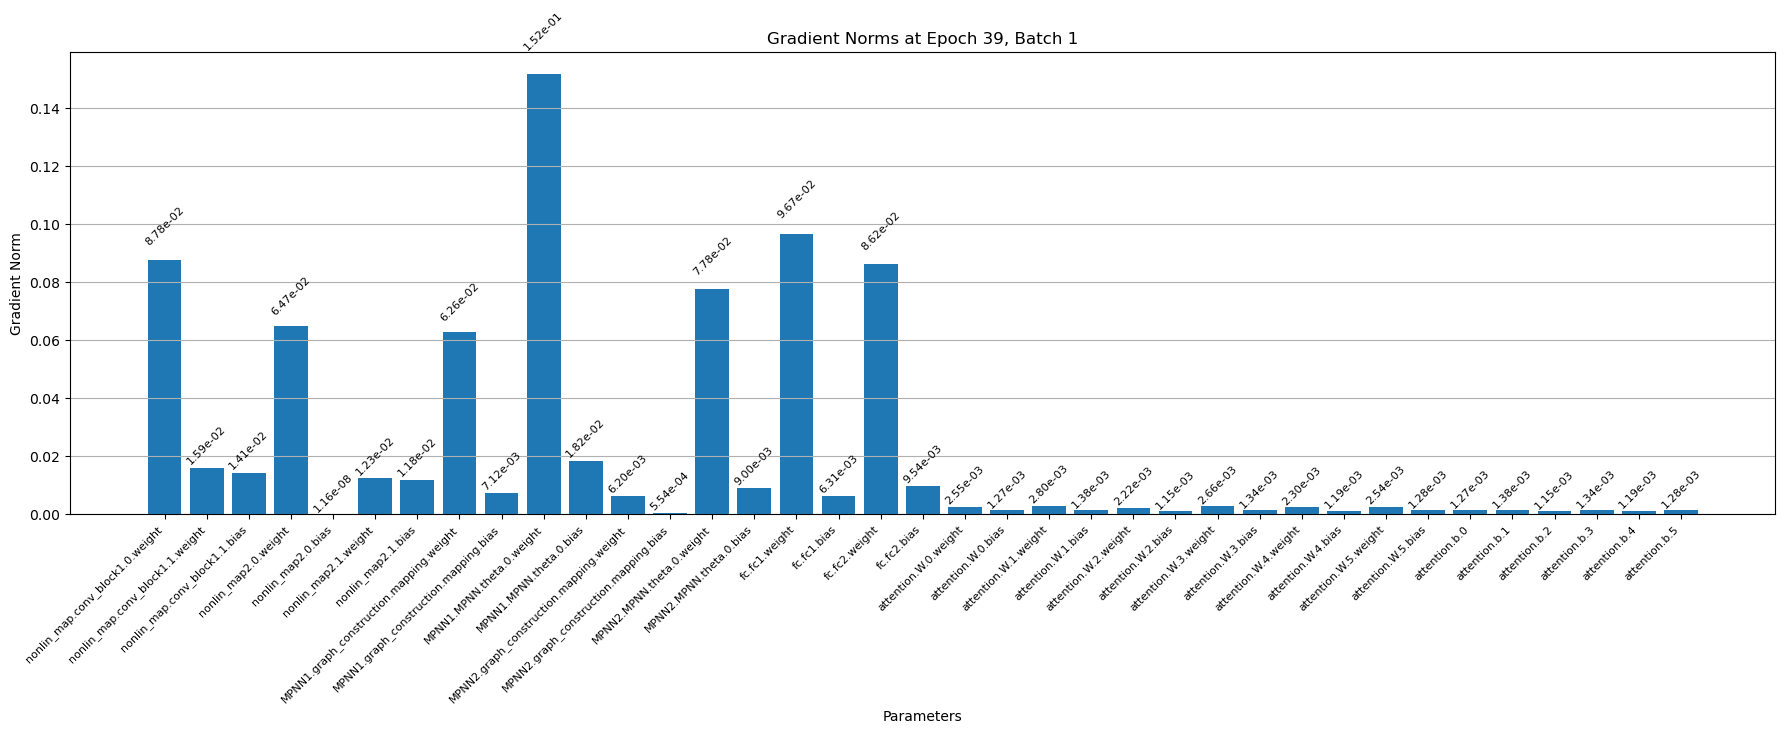 Gradient Norms at Epoch 39, Batch 1
Gradient Norm
0.14
0.12
0.10
0.08
0.06
0.04
0.02
0.00
8.78e-02
1.59e-02
1.41e-02
6.47e-02
1.16e-08
1.23e-02
1.18e-02
6.26e-02
7.12e-03
1.52e-01
1.82e-02
6.20e-03
5.54e-04
7.78e-02
9.00e-03
9.67e-02
6.31e-03
8.62e-02
9.54e-03
2.55e-03
1.27e-03
2.80e-03
1.38e-03
2.22e-03
1.15e-03
2.66e-03
1.34e-03
2.30e-03
1.19e-03
2.54e-03
1.28e-03
1.27e-03
1.38e-03
1.15e-03
1.34e-03
1.19e-03
1.28e-03
nonlin_map.conv_block1.0.weight
nonlin_map.conv_block1.1.weight
nonlin_map.conv_block1.1.bias
nonlin_map2.0.weight
nonlin_map2.0.bias
nonlin_map2.1.weight
nonlin_map2.1.bias
MPNN1.graph_construction.mapping.weight
MPNN1.graph_construction.mapping.bias
MPNN1.MPNN.theta.0.weight
MPNN1.MPNN.theta.0.bias
MPNN2.graph_construction.mapping.weight
MPNN2.graph_construction.mapping.bias
MPNN2.MPNN.theta.0.weight
MPNN2.MPNN.theta.0.bias
fc.fc1.weight
fc.fc1.bias
fc.fc2.weight
fc.fc2.bias
attention.W.0.weight
attention.W.0.bias
attention.W.1.weight
attention.W.1.bias
attention.W.2.weight
attention.W.2.bias
attention.W.3.weight
attention.W.3.bias
attention.W.4.weight
attention.W.4.bias
attention.W.5.weight
attention.W.5.bias
attention.b.0
attention.b.1
attention.b.2
attention.b.3
attention.b.4
attention.b.5
Parameters